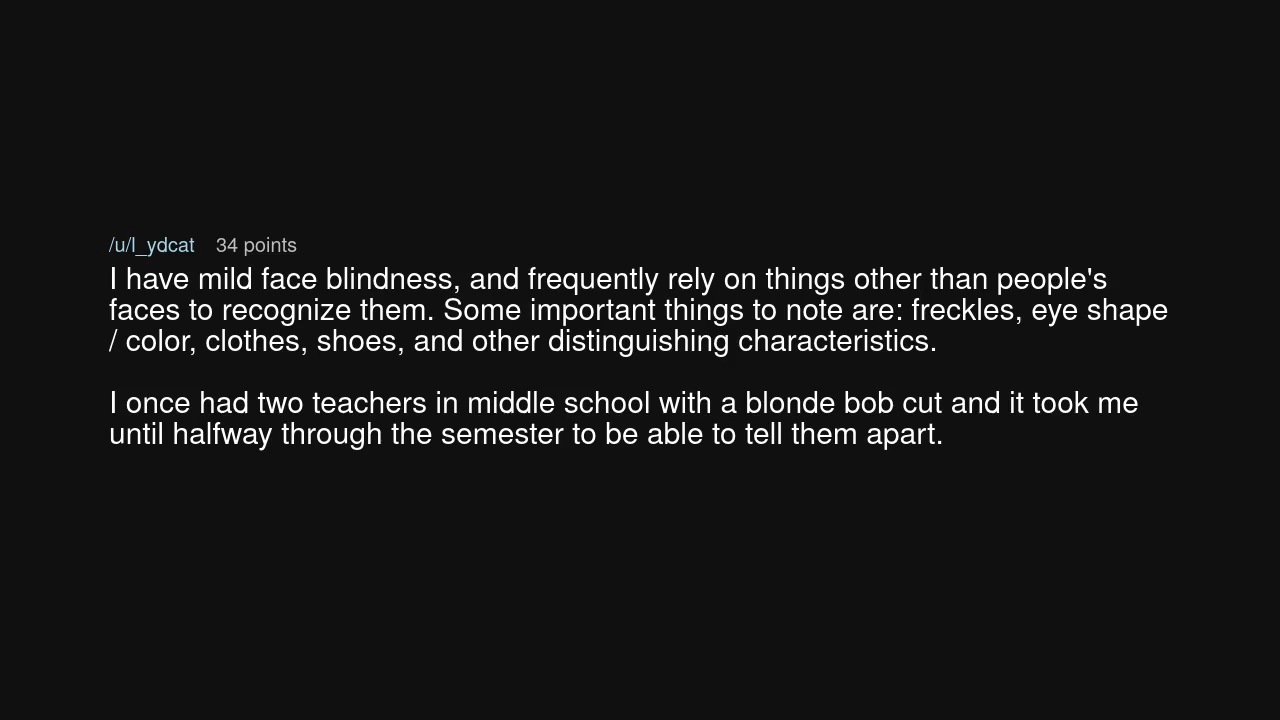 /u/l_ydcat 34 points
I have mild face blindness, and frequently rely on things other than people's
faces to recognize them. Some important things to note are: freckles, eye shape
/ color, clothes, shoes, and other distinguishing characteristics.
I once had two teachers in middle school with a blonde bob cut and it took me
until halfway through the semester to be able to tell them apart.